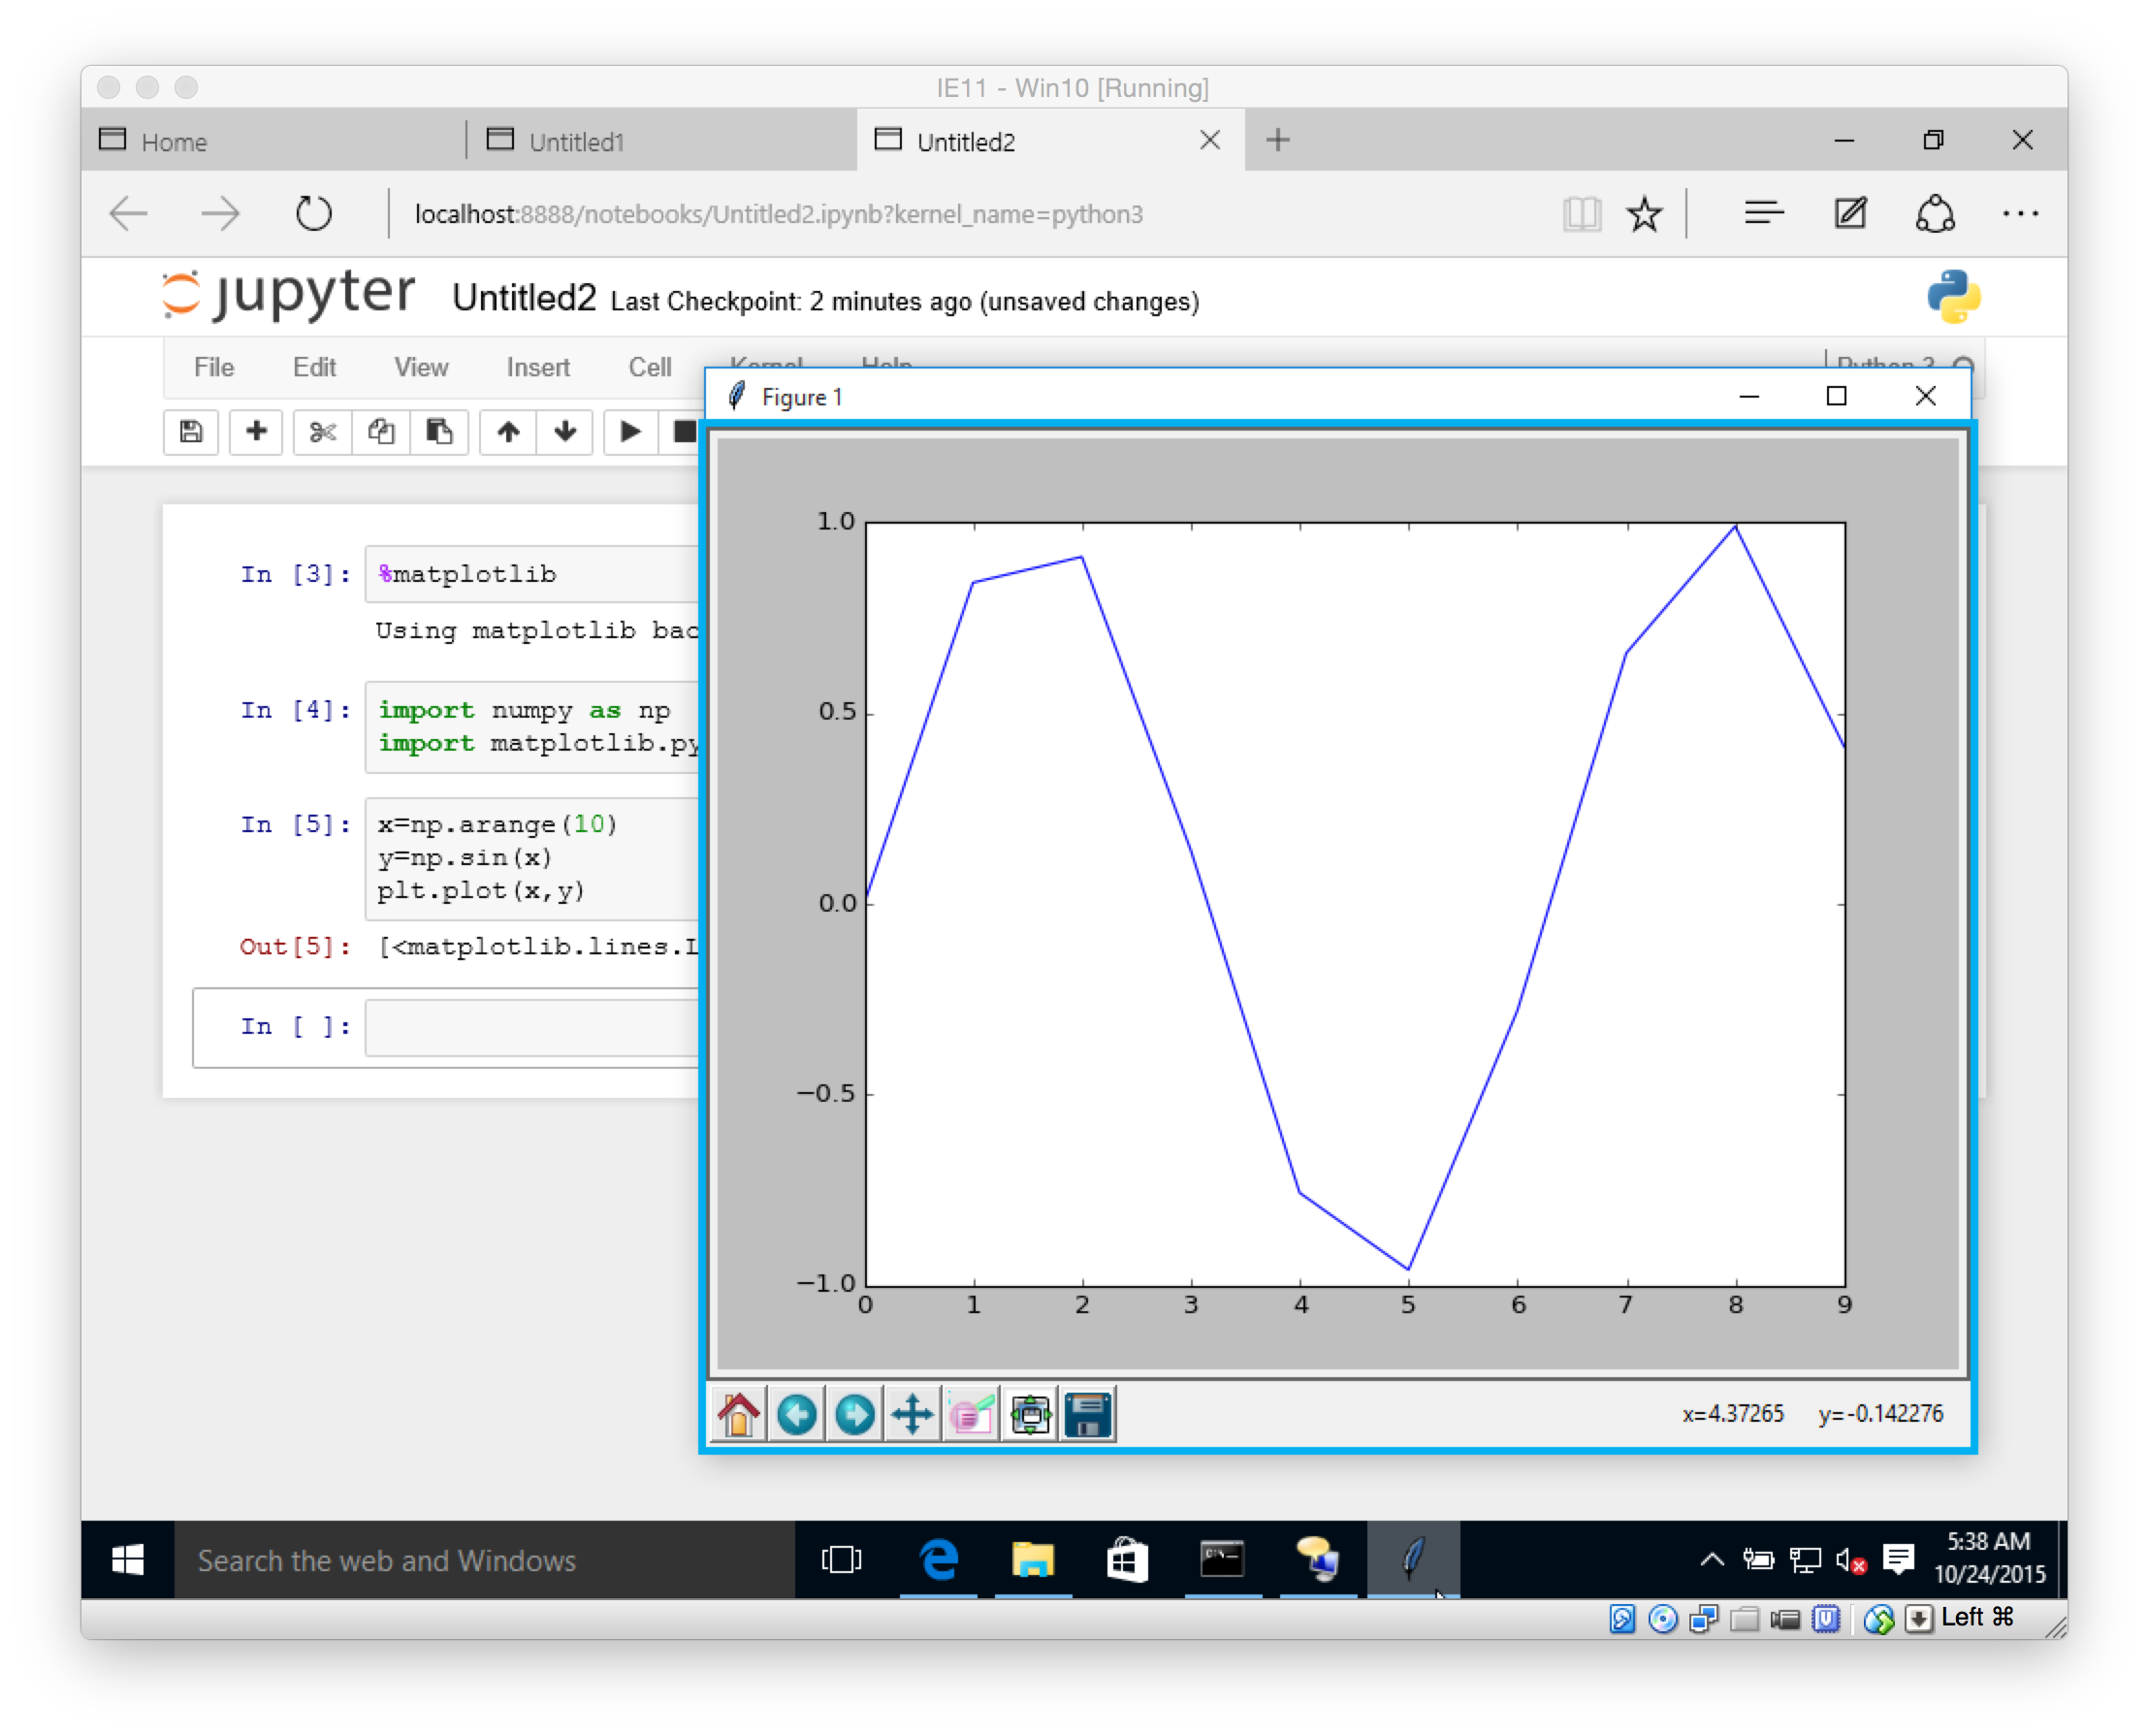 IE11 - Win10 [Running]
Home
Untitled1
Untitled2
localhost:8888/notebooks/Untitled2.ipynb?kernel_name=python3
jupyter Untitled2 Last Checkpoint: 2 minutes ago (unsaved changes)
File Edit View Insert Cell Kernel Help Python 3
Figure 1
In [3]: %matplotlib
Using matplotlib bac
In [4]: import numpy as np
import matplotlib.py
In [5]: x=np.arange(10)
y=np.sin(x)
plt.plot(x,y)
Out[5]: [<matplotlib.lines.L
In [ ]:
1.0
0.5
0.0
−0.5
−1.0
0 1 2 3 4 5 6 7 8 9
x=4.37265 y=-0.142276
Search the web and Windows
5:38 AM
10/24/2015
Left ⌘